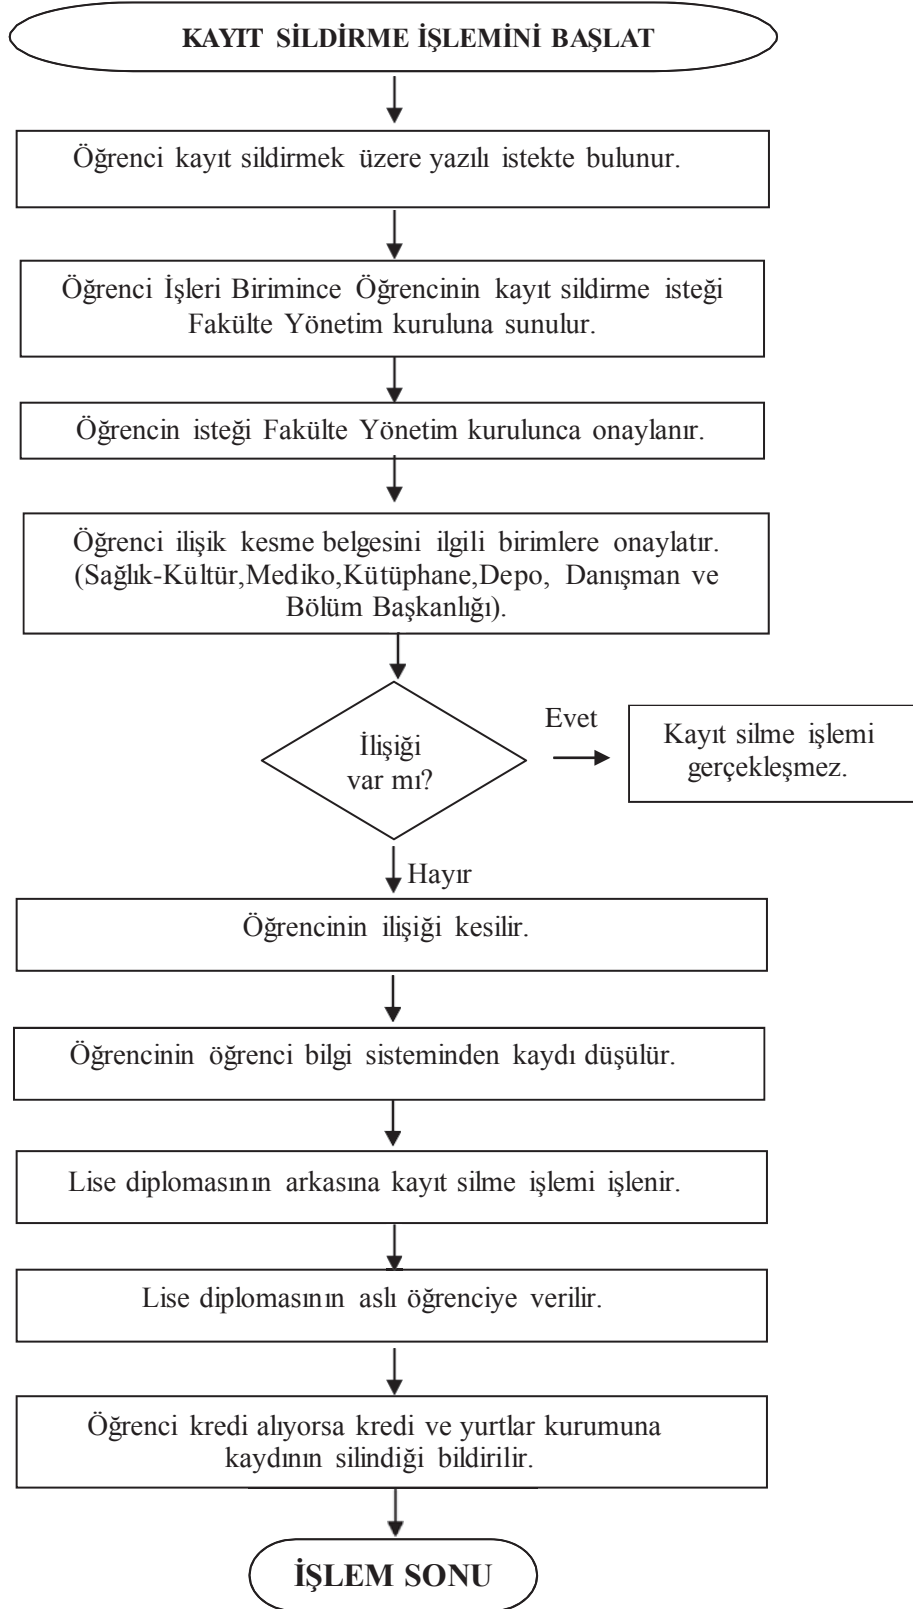 KAYIT SİLDİRME İŞLEMİNİ BAŞLAT
Öğrenci kayıt sildirmek üzere yazılı istekte bulunur.
Öğrenci İşleri Birimince Öğrencinin kayıt sildirme isteği
Fakülte Yönetim kuruluna sunulur.
Öğrencin isteği Fakülte Yönetim kurulunca onaylanır.
Öğrenci ilişik kesme belgesini ilgili birimlere onaylatır.
(Sağlık-Kültür,Mediko,Kütüphane,Depo, Danışman ve
Bölüm Başkanlığı).
İlişiği
var mı?
Evet
Kayıt silme işlemi
gerçekleşmez.
Hayır
Öğrencinin ilişiği kesilir.
Öğrencinin öğrenci bilgi sisteminden kaydı düşülür.
Lise diplomasının arkasına kayıt silme işlemi işlenir.
Lise diplomasının aslı öğrenciye verilir.
Öğrenci kredi alıyorsa kredi ve yurtlar kurumuna
kaydının silindiği bildirilir.
İŞLEM SONU